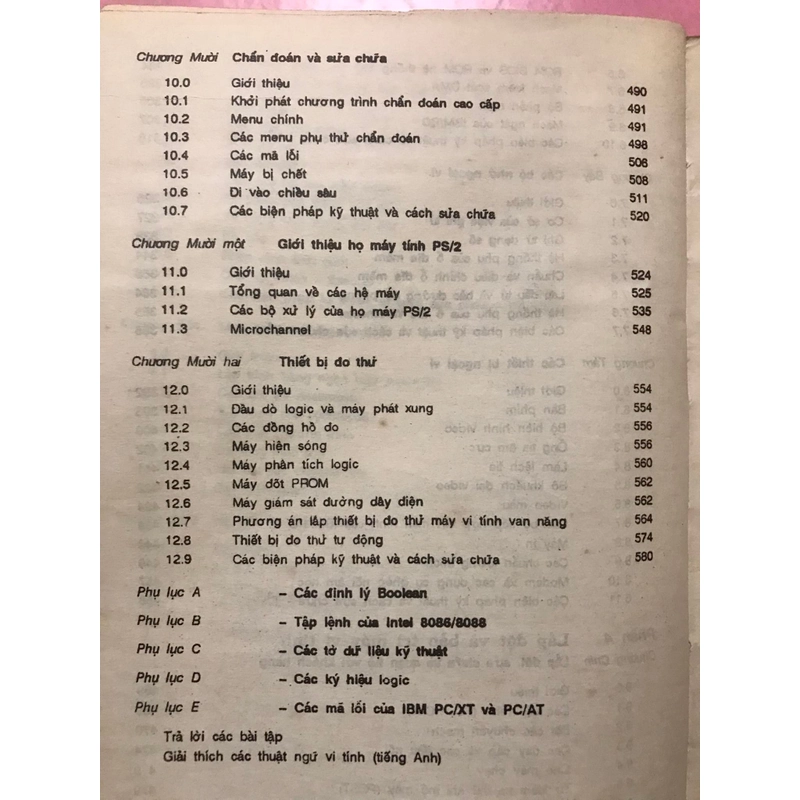 Chương Mười Chẩn đoán và sửa chữa
10.0 Giới thiệu 490
10.1 Khởi phát chương trình chẩn đoán cao cấp 491
10.2 Menu chính 491
10.3 Các menu phụ thử chẩn đoán 498
10.4 Các mã lỗi 506
10.5 Máy bị chết 508
10.6 Đi vào chiều sâu 511
10.7 Các biện pháp kỹ thuật và cách sửa chữa 520
Chương Mười một Giới thiệu họ máy tính PS/2
11.0 Giới thiệu 524
11.1 Tổng quan về các hệ máy 525
11.2 Các bộ xử lý của họ máy PS/2 535
11.3 Microchannel 548
Chương Mười hai Thiết bị đo thử
12.0 Giới thiệu 554
12.1 Đầu dò logic và máy phát xung 554
12.2 Các đồng hồ đo 556
12.3 Máy hiện sóng 556
12.4 Máy phân tích logic 560
12.5 Máy đốt PROM 562
12.6 Máy giám sát đường dây điện 562
12.7 Phương án lắp thiết bị đo thử máy vi tính vạn năng 564
12.8 Thiết bị đo thử tự động 574
12.9 Các biện pháp kỹ thuật và cách sửa chữa 580
Phụ lục A – Các định lý Boolean
Phụ lục B – Tập lệnh của Intel 8086/8088
Phụ lục C – Các tờ dữ liệu kỹ thuật
Phụ lục D – Các ký hiệu logic
Phụ lục E – Các mã lỗi của IBM PC/XT và PC/AT
Trả lời các bài tập
Giải thích các thuật ngữ vi tính (tiếng Anh)